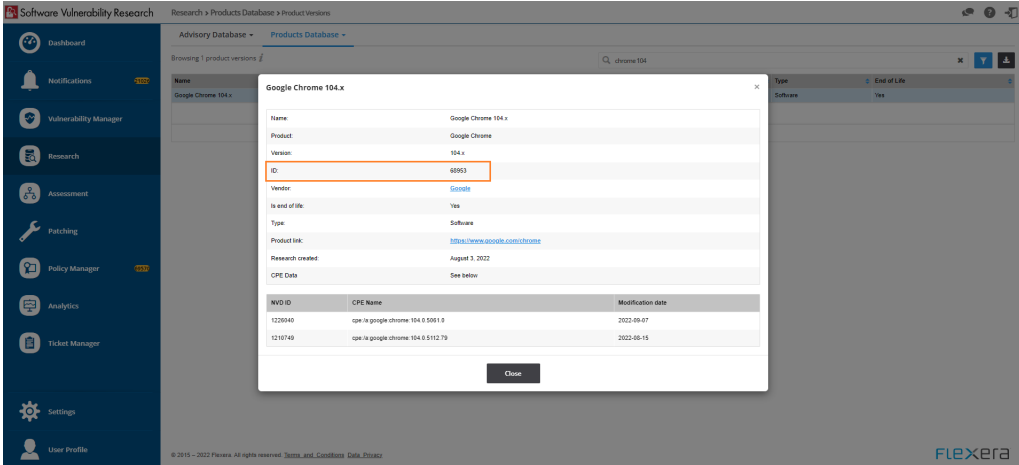 Software Vulnerability Research
Research > Products Database > Product Versions
Dashboard
Notifications
Vulnerability Manager
Research
Assessment
Patching
Policy Manager
Analytics
Ticket Manager
Settings
User Profile
Advisory Database
Products Database
Browsing 1 product versions
chrome 104
Name Type End of Life
Google Chrome 104.x Software Yes
Google Chrome 104.x ×
Name: Google Chrome 104.x
Product: Google Chrome
Version: 104.x
ID: 68953
Vendor: Google
Is end of life: Yes
Type: Software
Product link: https://www.google.com/chrome
Research created: August 3, 2022
CPE Data See below
NVD ID CPE Name Modification date
1226040 cpe:/a:google:chrome:104.0.5061.0 2022-09-07
1210749 cpe:/a:google:chrome:104.0.5112.79 2022-08-15
Close
© 2015 – 2022 Flexera. All rights reserved. Terms and Conditions Data Privacy
FLEXERA